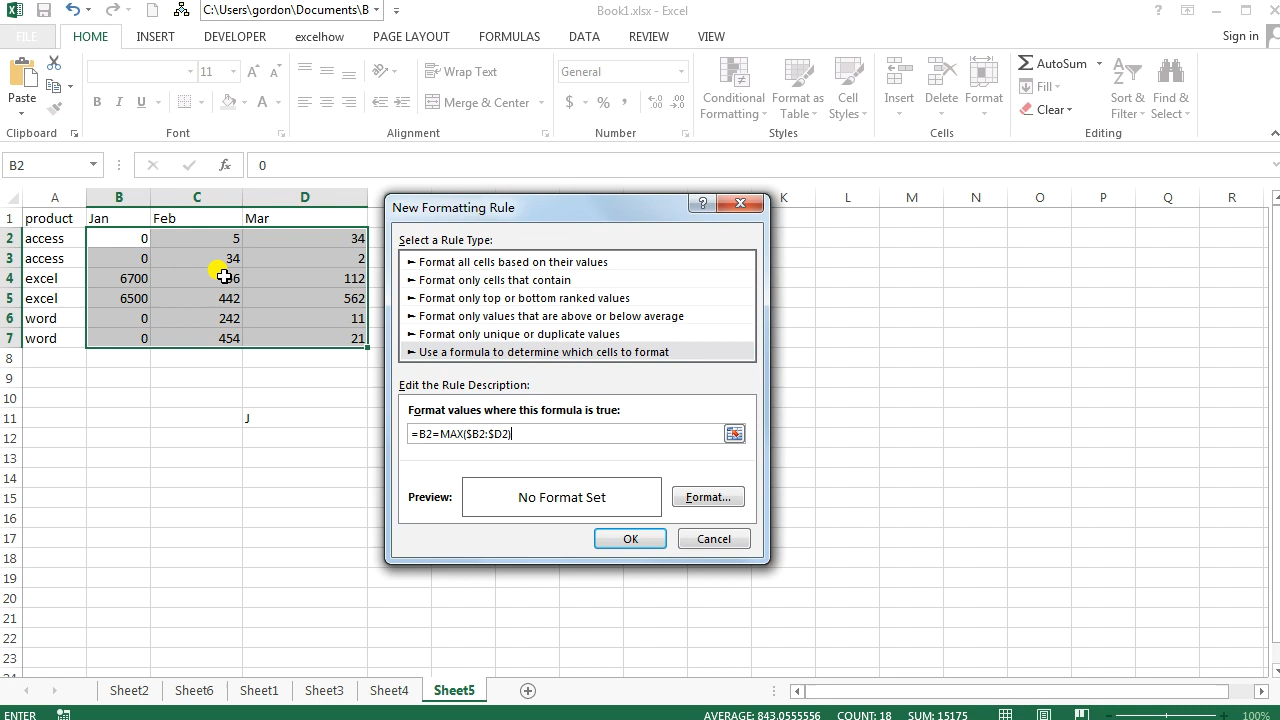 C:\Users\gordon\Documents\B
Book1.xlsx - Excel
FILE HOME INSERT DEVELOPER excelhow PAGE LAYOUT FORMULAS DATA REVIEW VIEW Sign in
Paste
11
Wrap Text
Merge & Center
General
Conditional Formatting
Format as Table
Cell Styles
Insert
Delete
Format
AutoSum
Fill
Clear
Sort & Filter
Find & Select
Clipboard Font Alignment Number Styles Cells Editing
B2 fx 0
A B C D K L M N O P Q R
1 product Jan Feb Mar
2 access 0 5 34
3 access 0 34 2
4 excel 6700 112
5 excel 6500 442 562
6 word 0 242 11
7 word 0 454 21
8
9
10
11 J
12
13
14
15
16
17
18
19
20
21
22
23
New Formatting Rule
Select a Rule Type:
► Format all cells based on their values
► Format only cells that contain
► Format only top or bottom ranked values
► Format only values that are above or below average
► Format only unique or duplicate values
► Use a formula to determine which cells to format
Edit the Rule Description:
Format values where this formula is true:
=B2=MAX($B2:$D2)
Preview: No Format Set Format...
OK Cancel
Sheet2 Sheet6 Sheet1 Sheet3 Sheet4 Sheet5
ENTER AVERAGE: 843.0555556 COUNT: 18 SUM: 15175 100%